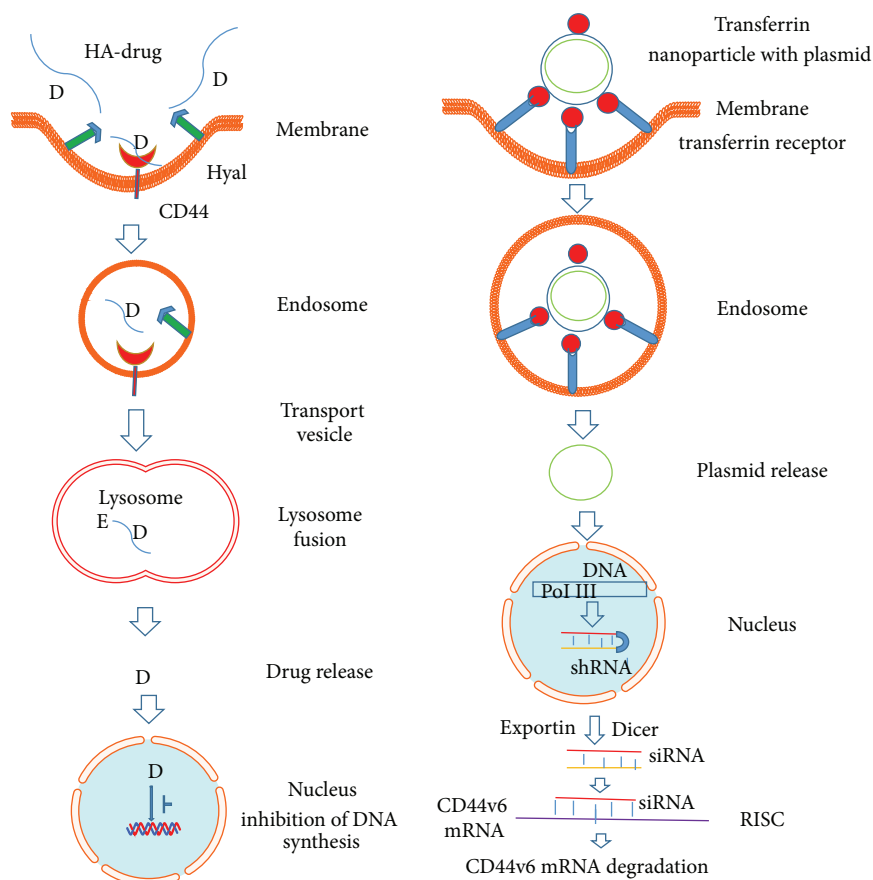 HA-drug
D
D
Membrane
Hyal
CD44
Endosome
D
Transport
vesicle
Lysosome
E
D
Lysosome
fusion
Drug release
D
D
Nucleus
inhibition of DNA
synthesis
Transferrin
nanoparticle with plasmid
Membrane
transferrin receptor
Endosome
Plasmid release
DNA
PoI III
shRNA
Nucleus
Exportin
Dicer
siRNA
siRNA
CD44v6
mRNA
RISC
CD44v6 mRNA degradation